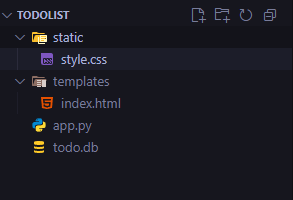 TODOLIST
static
style.css
templates
index.html
app.py
todo.db